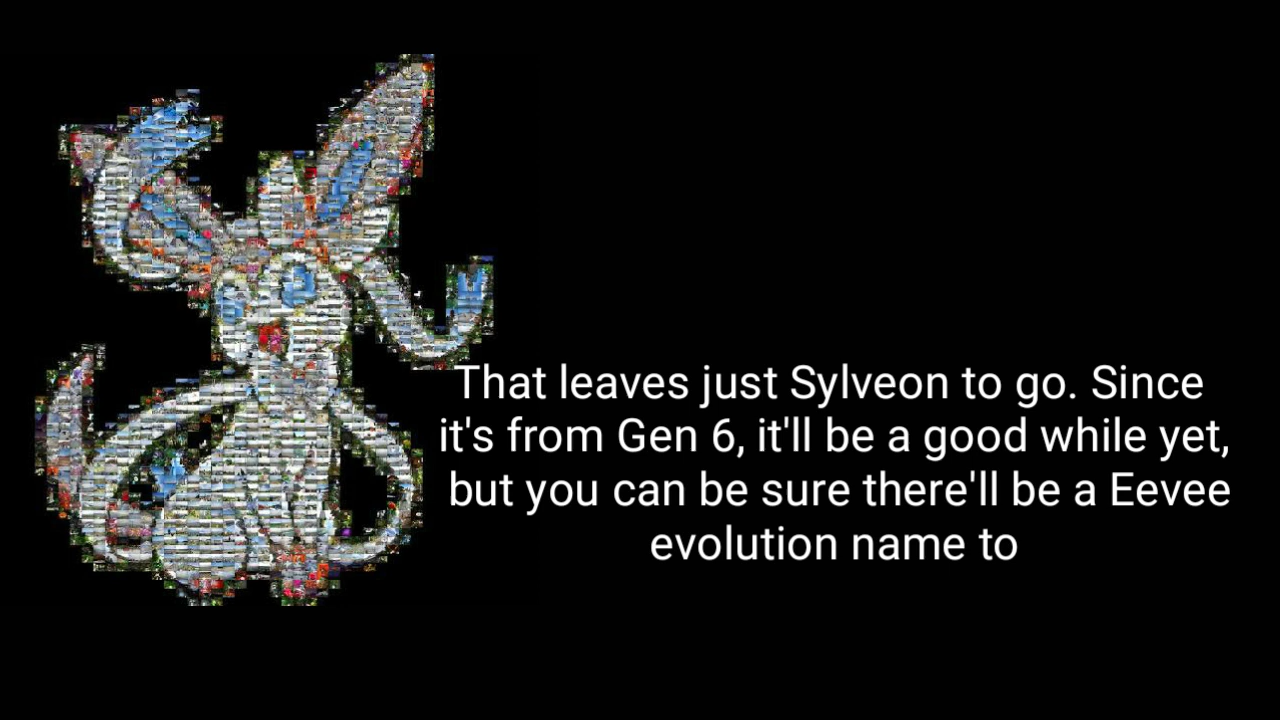 That leaves just Sylveon to go. Since
it's from Gen 6, it'll be a good while yet,
but you can be sure there'll be a Eevee
evolution name to